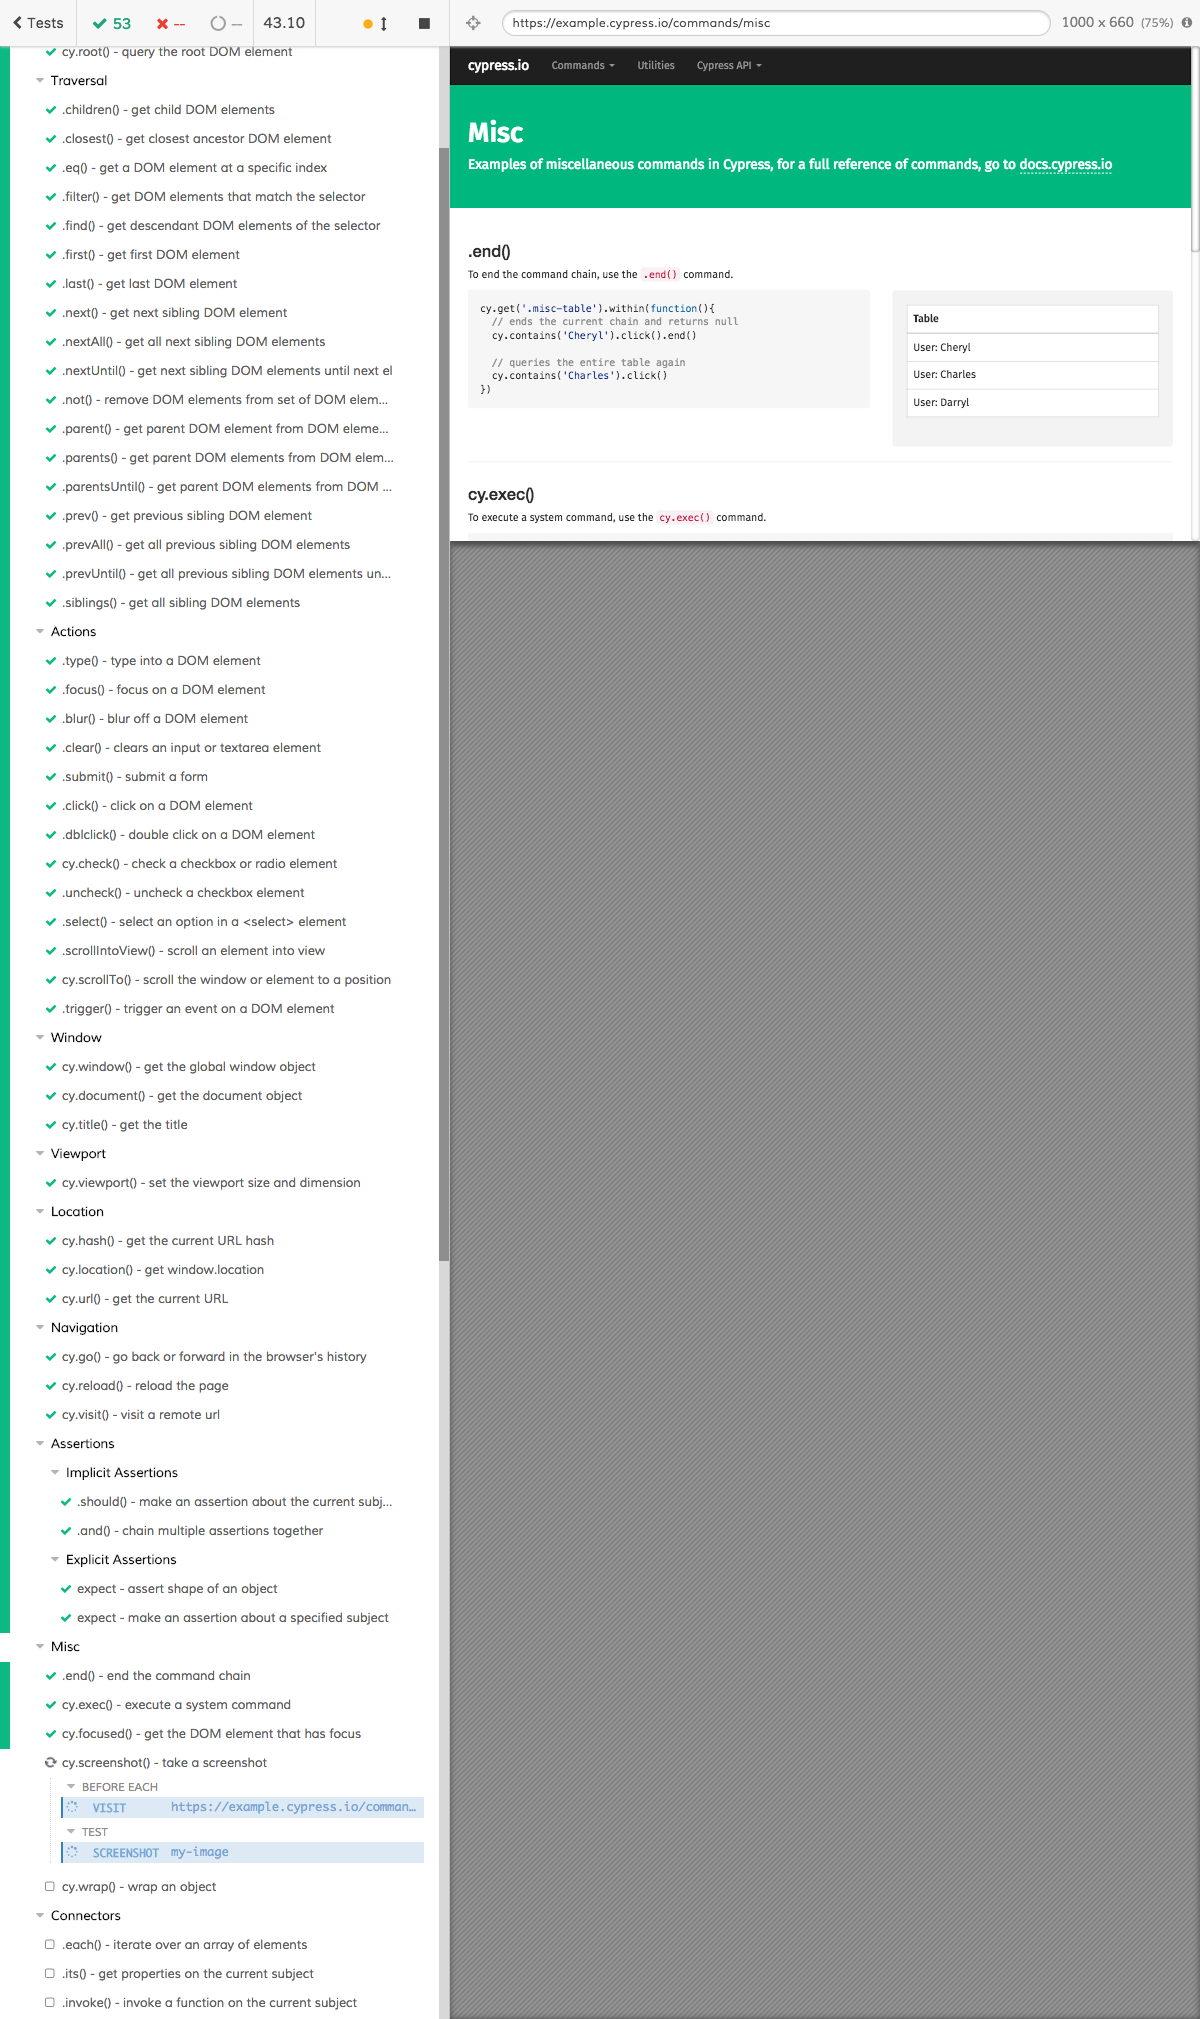 Tests 53 -- -- 43.10
https://example.cypress.io/commands/misc 1000 x 660 (75%)
cy.root() - query the root DOM element
Traversal
.children() - get child DOM elements
.closest() - get closest ancestor DOM element
.eq() - get a DOM element at a specific index
.filter() - get DOM elements that match the selector
.find() - get descendant DOM elements of the selector
.first() - get first DOM element
.last() - get last DOM element
.next() - get next sibling DOM element
.nextAll() - get all next sibling DOM elements
.nextUntil() - get next sibling DOM elements until next el
.not() - remove DOM elements from set of DOM elem...
.parent() - get parent DOM element from DOM eleme...
.parents() - get parent DOM elements from DOM elem...
.parentsUntil() - get parent DOM elements from DOM ...
.prev() - get previous sibling DOM element
.prevAll() - get all previous sibling DOM elements
.prevUntil() - get all previous sibling DOM elements un...
.siblings() - get all sibling DOM elements
Actions
.type() - type into a DOM element
.focus() - focus on a DOM element
.blur() - blur off a DOM element
.clear() - clears an input or textarea element
.submit() - submit a form
.click() - click on a DOM element
.dblclick() - double click on a DOM element
cy.check() - check a checkbox or radio element
.uncheck() - uncheck a checkbox element
.select() - select an option in a <select> element
.scrollIntoView() - scroll an element into view
cy.scrollTo() - scroll the window or element to a position
.trigger() - trigger an event on a DOM element
Window
cy.window() - get the global window object
cy.document() - get the document object
cy.title() - get the title
Viewport
cy.viewport() - set the viewport size and dimension
Location
cy.hash() - get the current URL hash
cy.location() - get window.location
cy.url() - get the current URL
Navigation
cy.go() - go back or forward in the browser's history
cy.reload() - reload the page
cy.visit() - visit a remote url
Assertions
Implicit Assertions
.should() - make an assertion about the current subj...
.and() - chain multiple assertions together
Explicit Assertions
expect - assert shape of an object
expect - make an assertion about a specified subject
Misc
.end() - end the command chain
cy.exec() - execute a system command
cy.focused() - get the DOM element that has focus
cy.screenshot() - take a screenshot
BEFORE EACH
VISIT https://example.cypress.io/comman...
TEST
SCREENSHOT my-image
cy.wrap() - wrap an object
Connectors
.each() - iterate over an array of elements
.its() - get properties on the current subject
.invoke() - invoke a function on the current subject
cypress.io Commands Utilities Cypress API
Misc
Examples of miscellaneous commands in Cypress, for a full reference of commands, go to docs.cypress.io
.end()
To end the command chain, use the .end() command.
cy.get('.misc-table').within(function(){
// ends the current chain and returns null
cy.contains('Cheryl').click().end()
// queries the entire table again
cy.contains('Charles').click()
})
Table
User: Cheryl
User: Charles
User: Darryl
cy.exec()
To execute a system command, use the cy.exec() command.